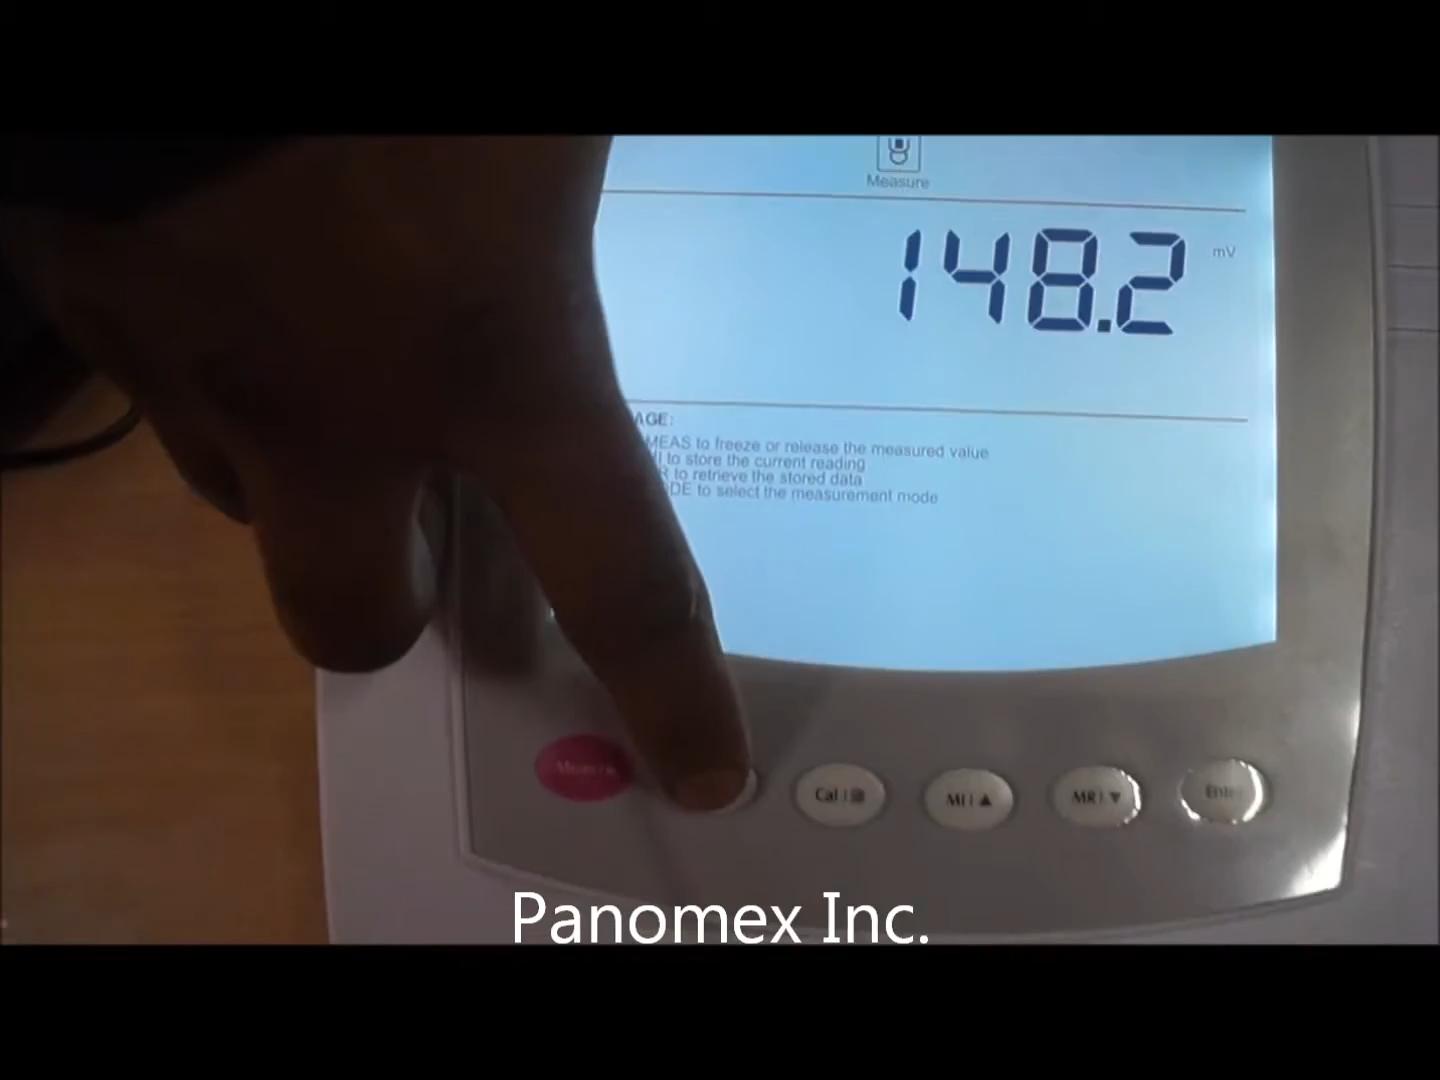 Measure
148.2 mV
AGE:
MEAS to freeze or release the measured value
I to store the current reading
R to retrieve the stored data
DE to select the measurement mode
Cal
MI ▲
MR ▼
Panomex Inc.